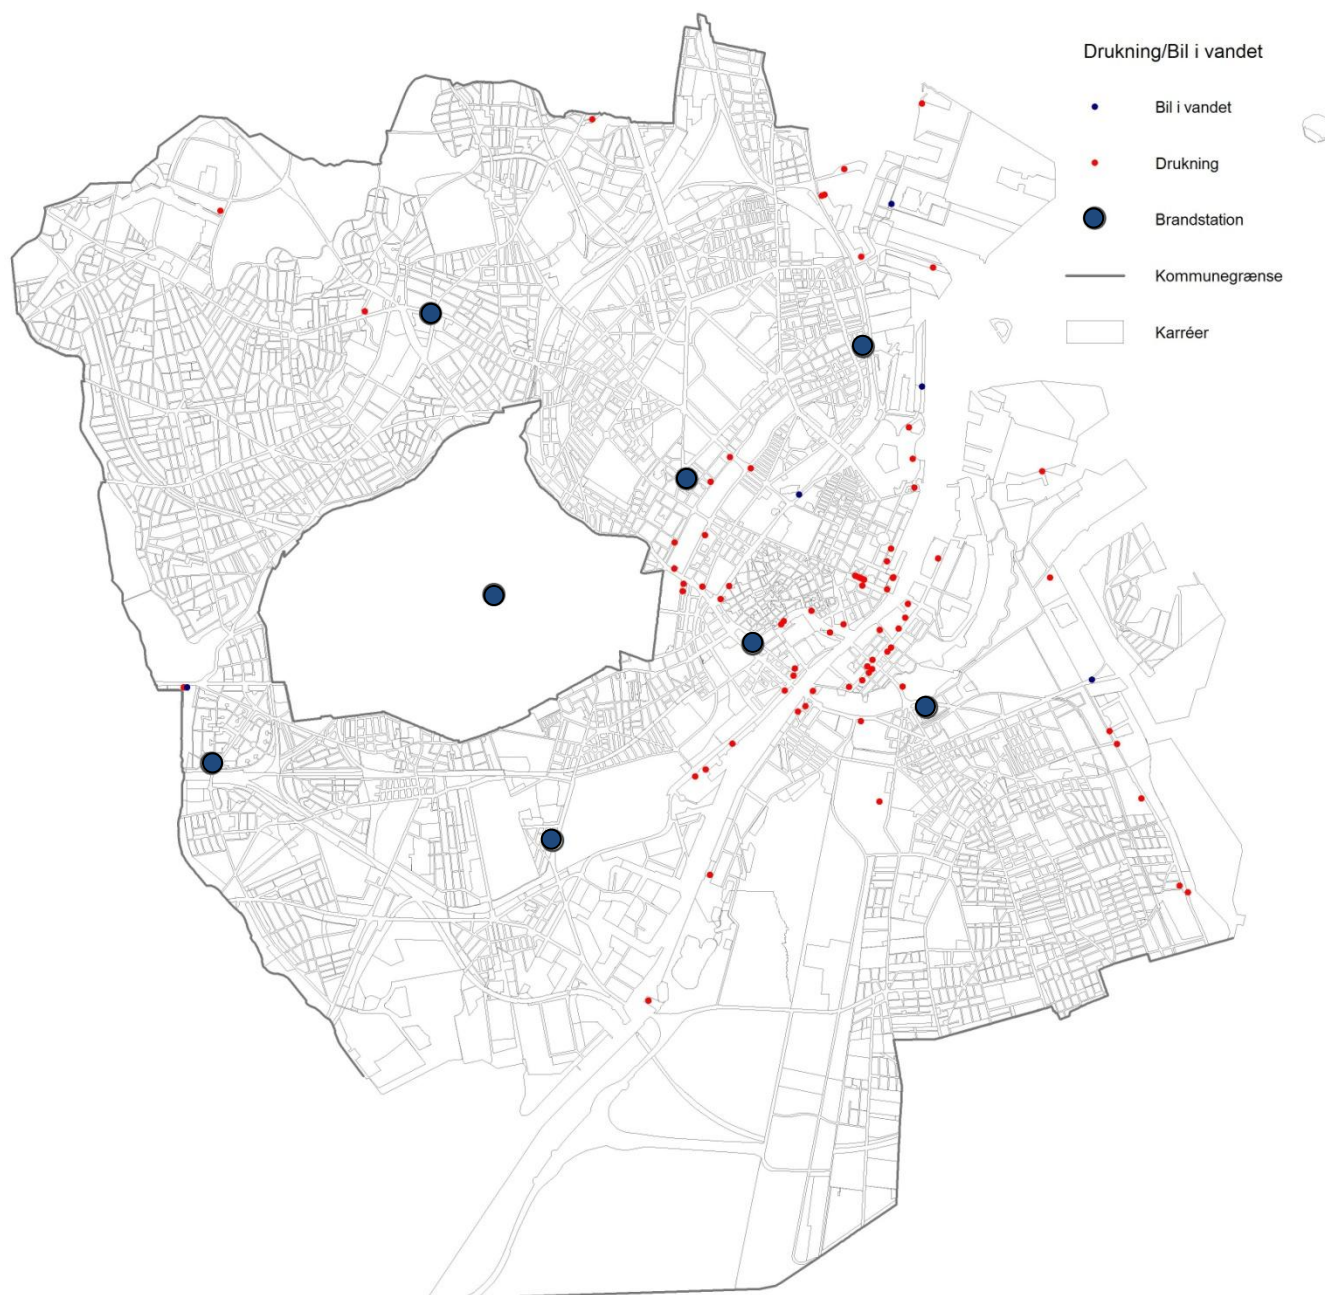 Drukning/Bil i vandet
Bil i vandet
Drukning
Brandstation
Kommunegrænse
Karréer